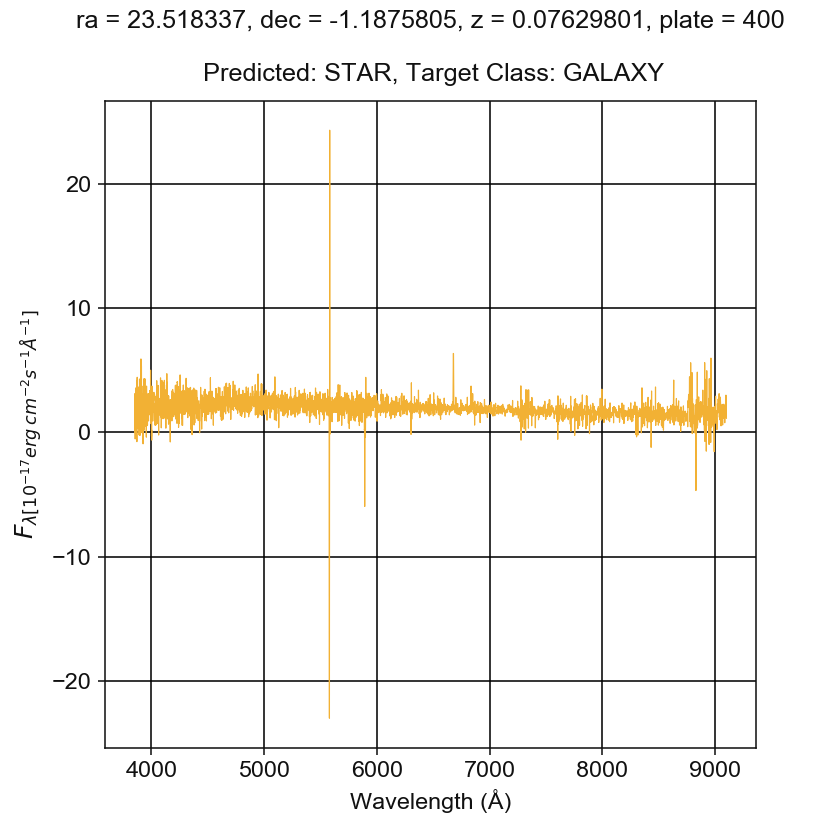 ra = 23.518337, dec = -1.1875805, z = 0.07629801, plate = 400
Predicted: STAR, Target Class: GALAXY
20
10
0
−10
−20
F_{λ[10^{−17} erg cm^{−2}s^{−1}Å^{−1}]}
4000 5000 6000 7000 8000 9000
Wavelength (Å)